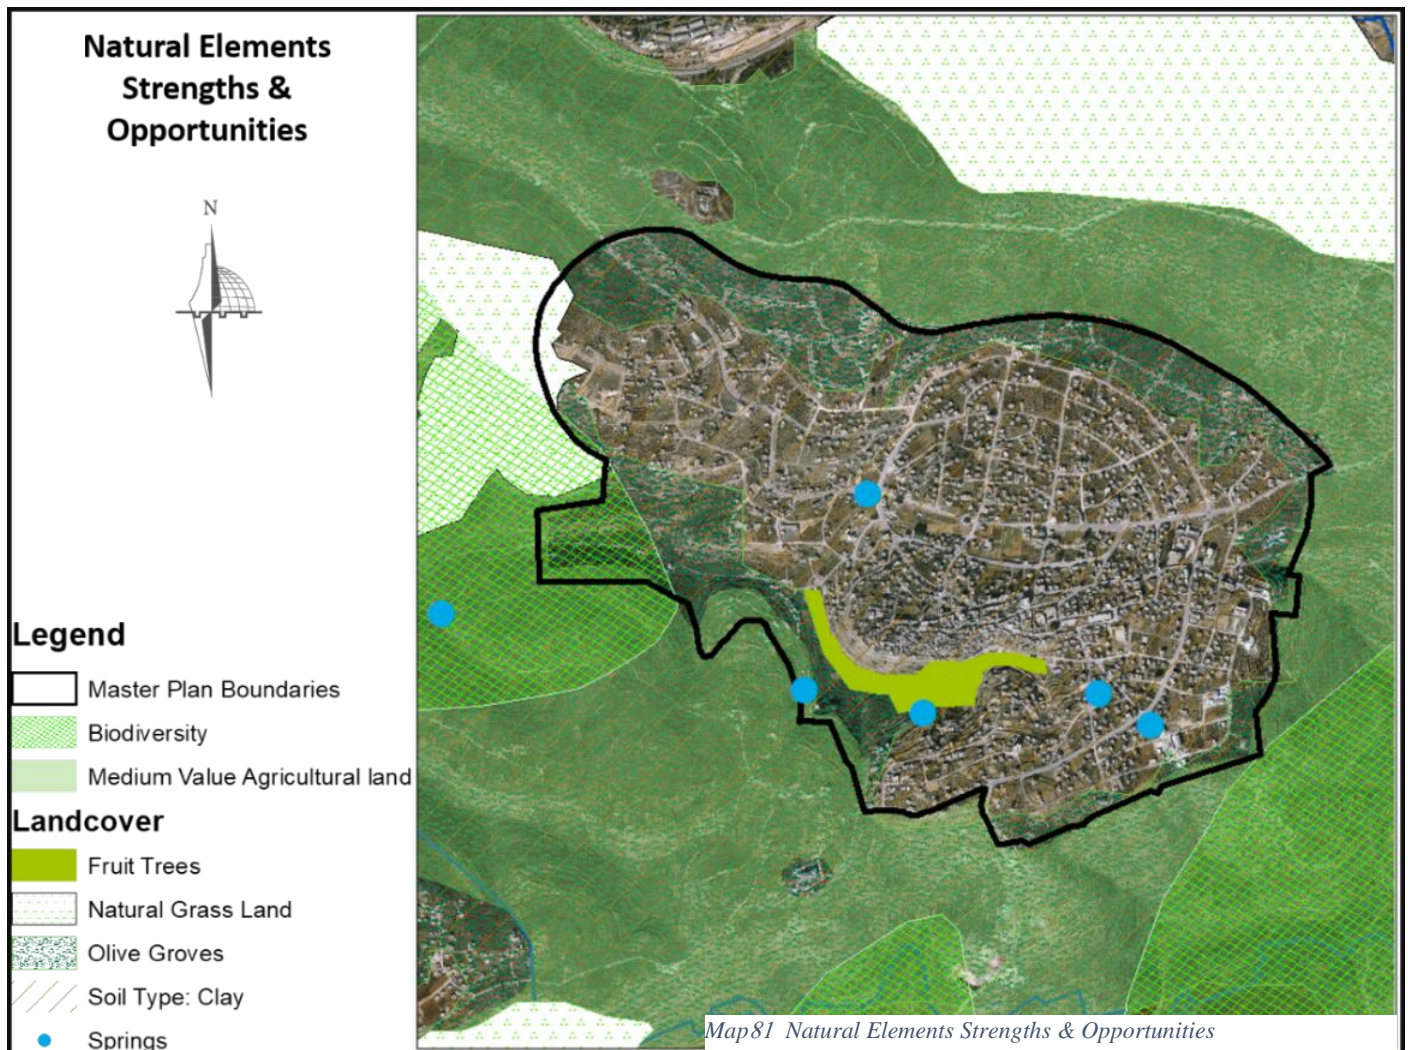 Natural Elements
Strengths &
Opportunities
N
Legend
Master Plan Boundaries
Biodiversity
Medium Value Agricultural land
Landcover
Fruit Trees
Natural Grass Land
Olive Groves
Soil Type: Clay
Springs
Map81 Natural Elements Strengths & Opportunities